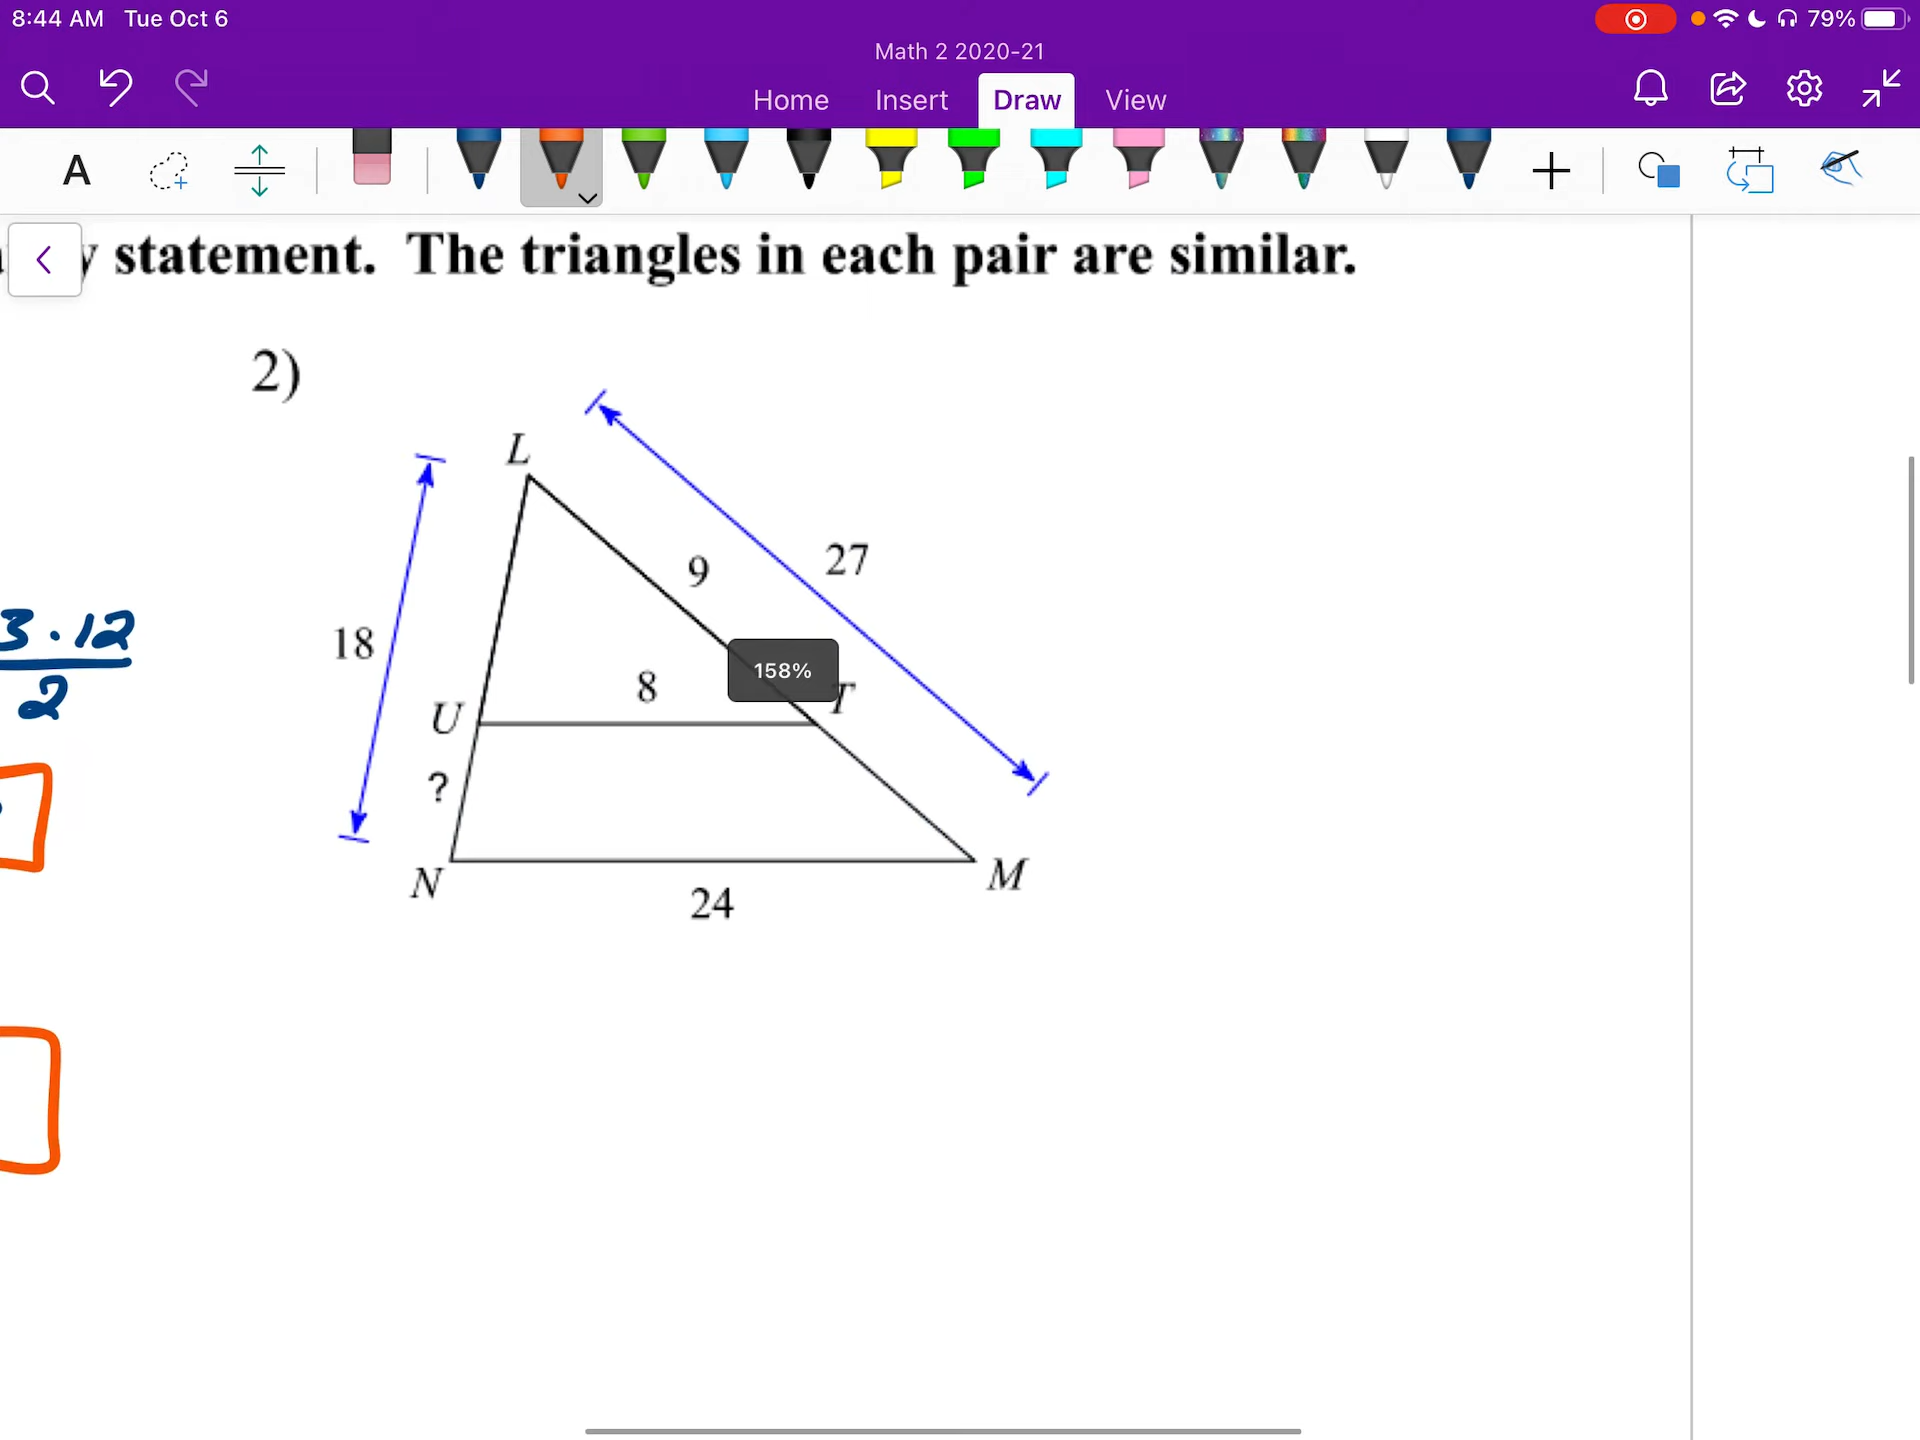 8:44 AM Tue Oct 6
79%
Math 2 2020-21
Home Insert Draw View
A
y statement. The triangles in each pair are similar.
2)
L
9
27
3 · 12
2
18
158%
8
T
U
?
N
M
24